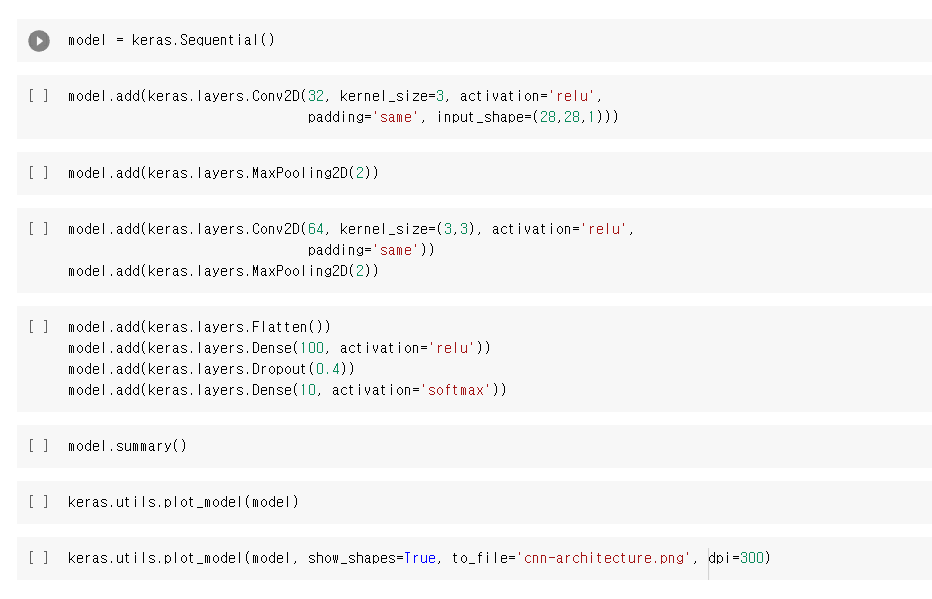 model = keras.Sequential()
[ ] model.add(keras.layers.Conv2D(32, kernel_size=3, activation='relu',
padding='same', input_shape=(28,28,1)))
[ ] model.add(keras.layers.MaxPooling2D(2))
[ ] model.add(keras.layers.Conv2D(64, kernel_size=(3,3), activation='relu',
padding='same'))
model.add(keras.layers.MaxPooling2D(2))
[ ] model.add(keras.layers.Flatten())
model.add(keras.layers.Dense(100, activation='relu'))
model.add(keras.layers.Dropout(0.4))
model.add(keras.layers.Dense(10, activation='softmax'))
[ ] model.summary()
[ ] keras.utils.plot_model(model)
[ ] keras.utils.plot_model(model, show_shapes=True, to_file='cnn-architecture.png', dpi=300)